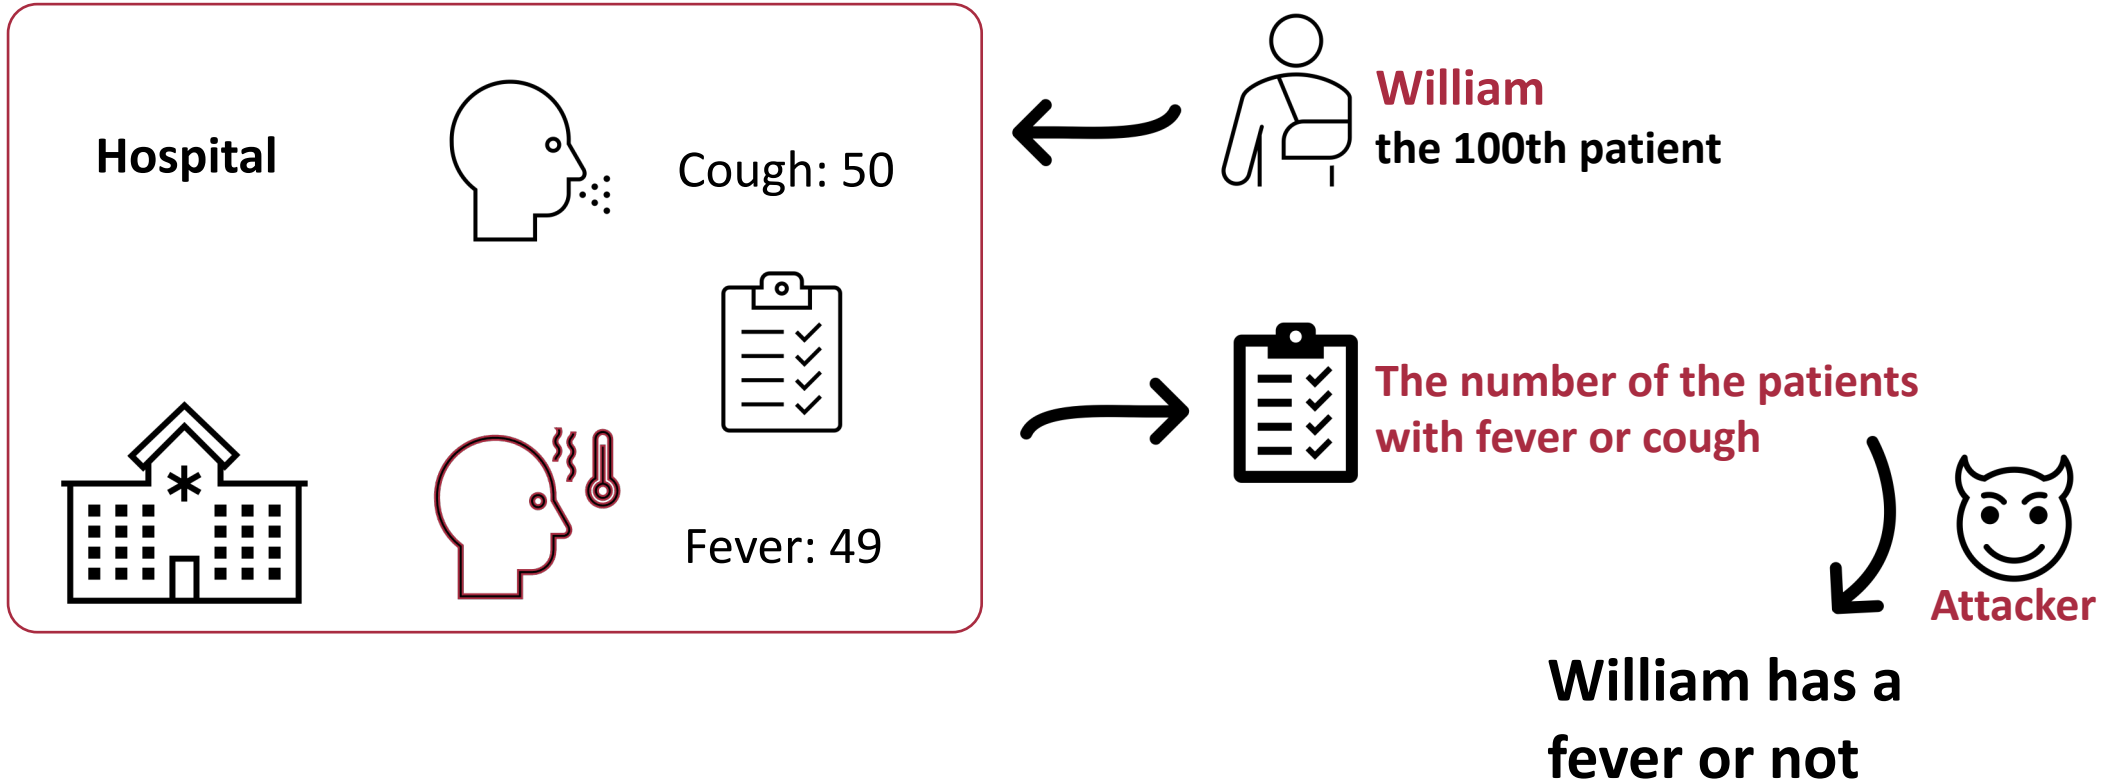 Hospital
Cough: 50
Fever: 49
William
the 100th patient
The number of the patients
with fever or cough
Attacker
William has a
fever or not